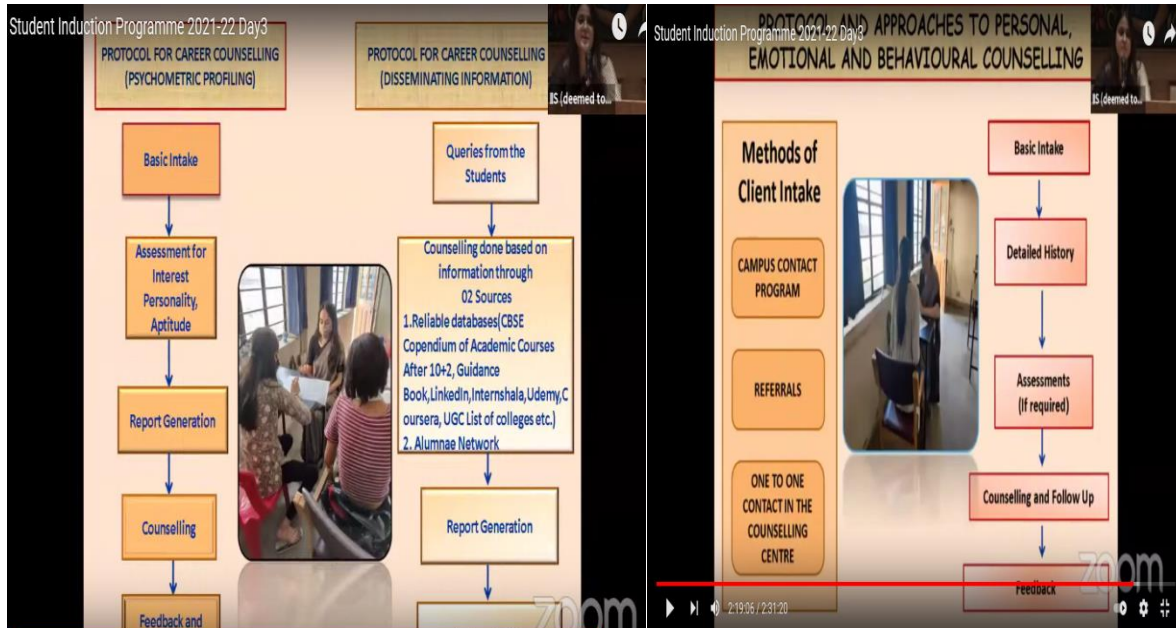 Student Induction Programme 2021-22 Day3
PROTOCOL FOR CAREER COUNSELLING
(PSYCHOMETRIC PROFILING)
Basic Intake
Assessment for
Interest
Personality,
Aptitude
Report Generation
Counselling
Feedback and
PROTOCOL FOR CAREER COUNSELLING
(DISSEMINATING INFORMATION)
Queries from the
Students
Counselling done based on
information through
02 Sources
1.Reliable databases(CBSE
Copendium of Academic Courses
After 10+2, Guidance
Book,LinkedIn,Internshala,Udemy,C
oursera, UGC List of colleges etc.)
2. Alumnae Network
Report Generation
IIS (deemed to...
zoom
Student Induction Programme 2021-22 Day3
PROTOCOL AND APPROACHES TO PERSONAL,
EMOTIONAL AND BEHAVIOURAL COUNSELLING
IIS (deemed to...
Methods of
Client Intake
CAMPUS CONTACT
PROGRAM
REFERRALS
ONE TO ONE
CONTACT IN THE
COUNSELLING
CENTRE
Basic Intake
Detailed History
Assessments
(If required)
Counselling and Follow Up
Feedback
zoom
2:19:06 / 2:31:20